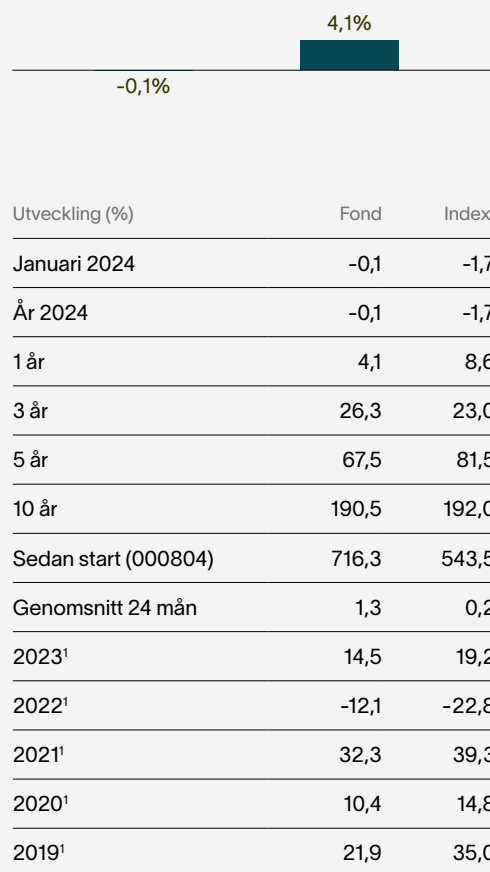 4,1%
-0,1%
Utveckling (%) Fond Index
Januari 2024 -0,1 -1,7
År 2024 -0,1 -1,7
1 år 4,1 8,6
3 år 26,3 23,0
5 år 67,5 81,5
10 år 190,5 192,0
Sedan start (000804) 716,3 543,5
Genomsnitt 24 mån 1,3 0,2
2023¹ 14,5 19,2
2022¹ -12,1 -22,8
2021¹ 32,3 39,3
2020¹ 10,4 14,8
2019¹ 21,9 35,0